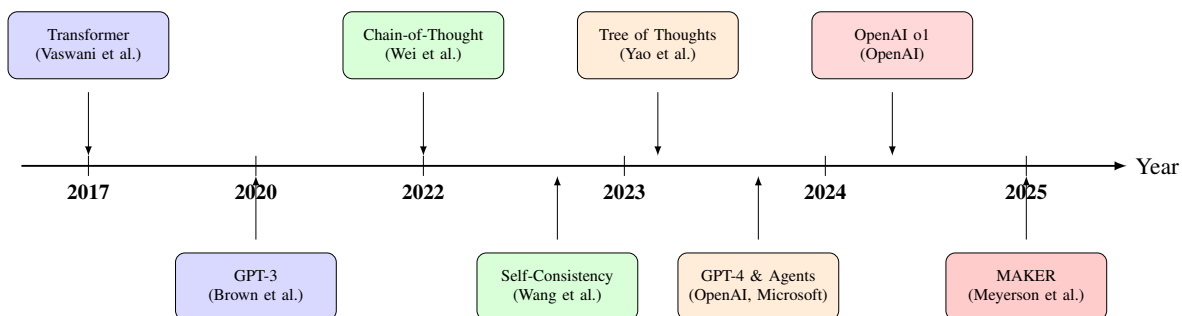 Transformer
(Vaswani et al.)
Chain-of-Thought
(Wei et al.)
Tree of Thoughts
(Yao et al.)
OpenAI o1
(OpenAI)
Year
2017
2020
2022
2023
2024
2025
GPT-3
(Brown et al.)
Self-Consistency
(Wang et al.)
GPT-4 & Agents
(OpenAI, Microsoft)
MAKER
(Meyerson et al.)